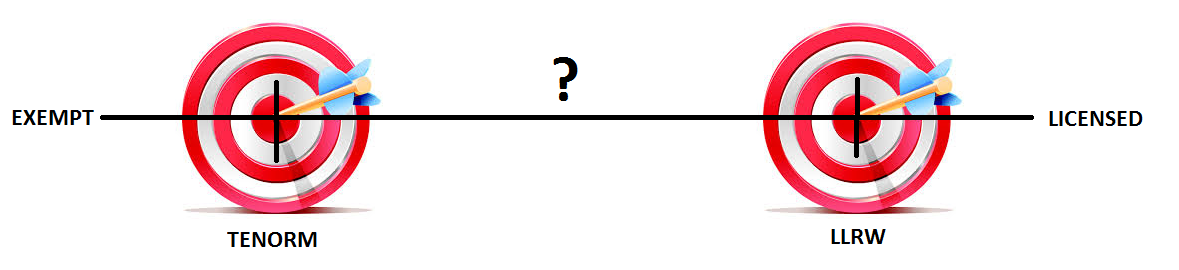 ?
EXEMPT
LICENSED
TENORM
LLRW